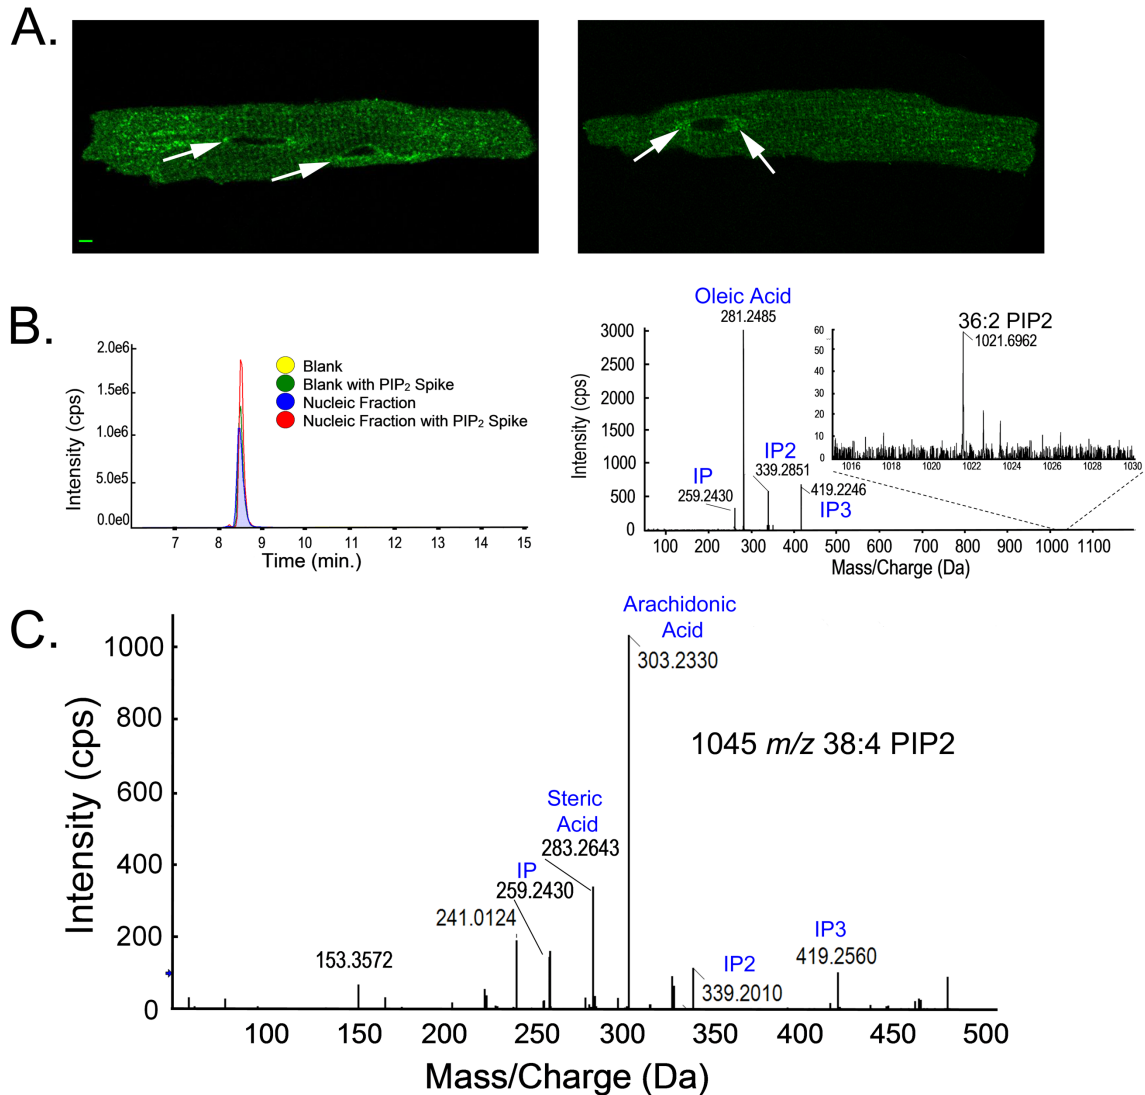 A.
B.
2.0e6
1.5e6
1.0e6
5.0e5
0.0e0
Intensity (cps)
7 8 9 10 11 12 13 14 15
Time (min.)
Blank
Blank with PIP₂ Spike
Nucleic Fraction
Nucleic Fraction with PIP₂ Spike
Oleic Acid
281.2485
3000
2500
2000
1500
1000
500
0
Intensity (cps)
IP
259.2430
IP2
339.2851
419.2246
IP3
100 200 300 400 500 600 700 800 900 1000 1100
Mass/Charge (Da)
36:2 PIP2
1021.6962
60
50
40
30
20
10
0
1016 1018 1020 1022 1024 1026 1028 1030
C.
Arachidonic
Acid
303.2330
1045 m/z 38:4 PIP2
Steric
Acid
283.2643
IP
259.2430
241.0124
153.3572
IP3
419.2560
IP2
339.2010
1000
800
600
400
200
0
Intensity (cps)
100 150 200 250 300 350 400 450 500
Mass/Charge (Da)